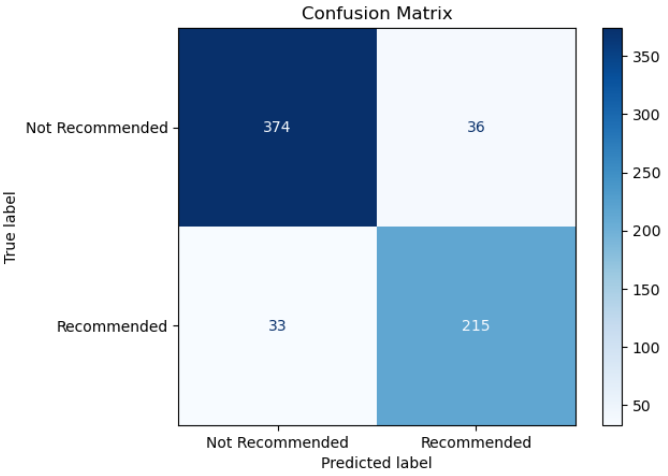 Confusion Matrix
Not Recommended
374
36
Recommended
33
215
True label
Not Recommended
Recommended
Predicted label
350
300
250
200
150
100
50